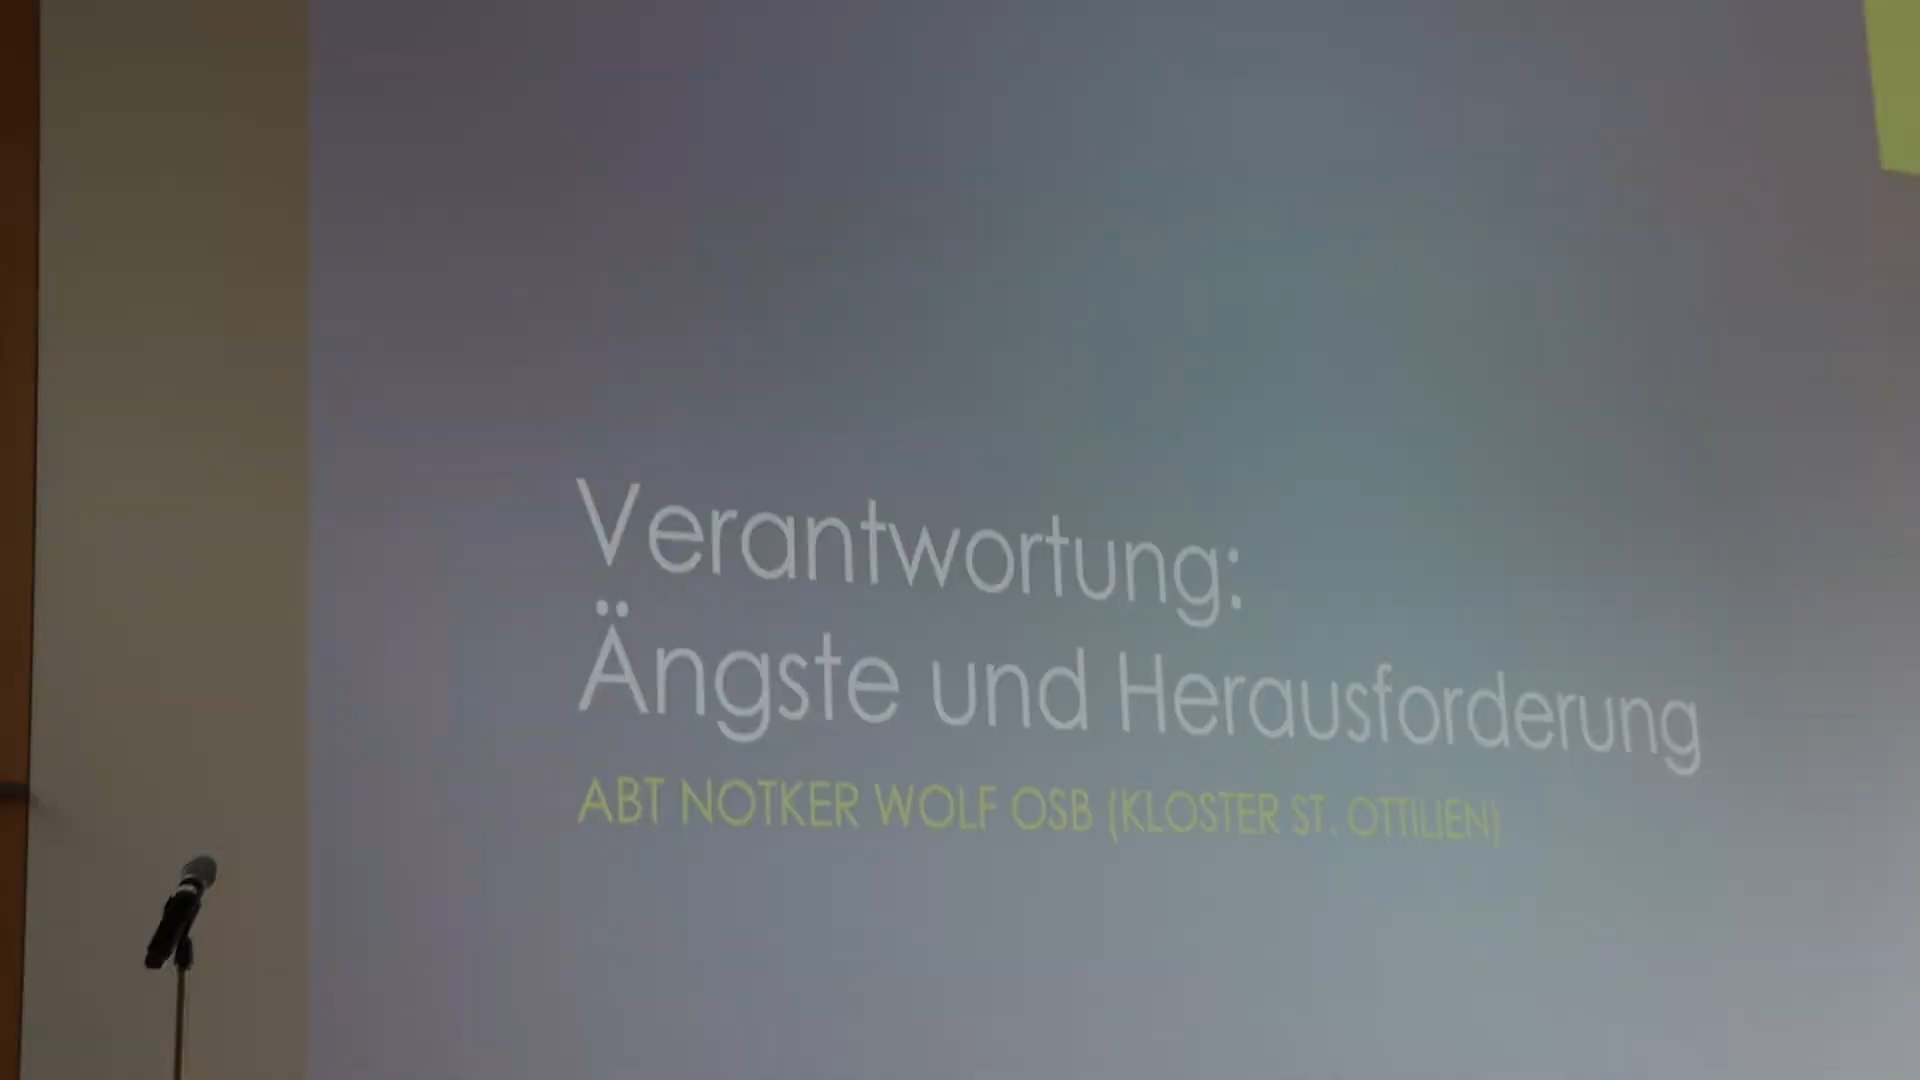 Verantwortung:
Ängste und Herausforderung
ABT NOTKER WOLF OSB (KLOSTER ST. OTTILIEN)